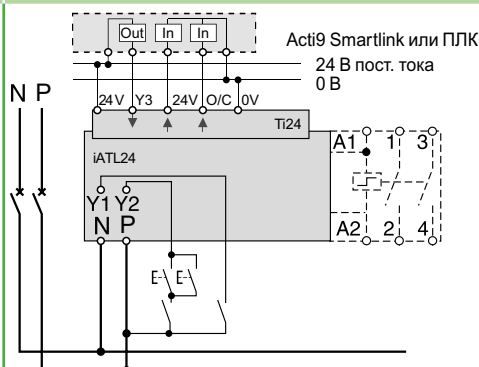 Out In In
Acti9 Smartlink или ПЛК
24 В пост. тока
0 В
N P
24V Y3 24V O/C 0V
Ti24
iATL24
A1 1 3
Y1 Y2
N P
A2 2 4
E E